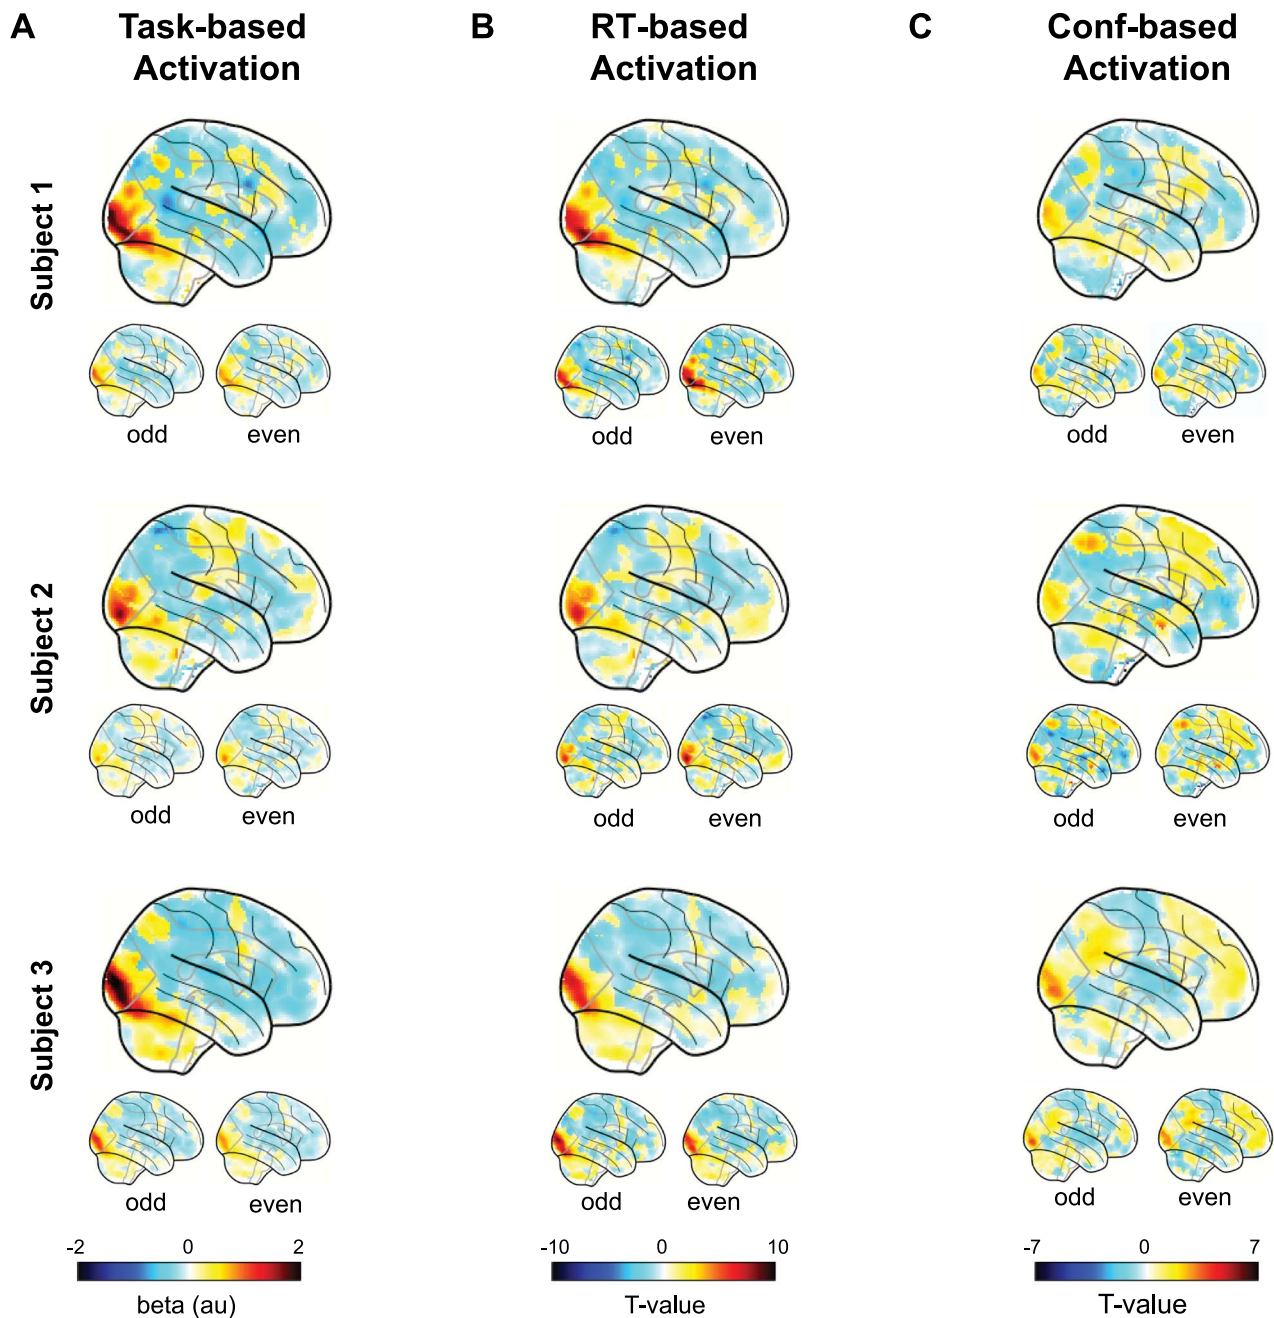 A Task-based Activation
B RT-based Activation
C Conf-based Activation
Subject 1
odd even
odd even
odd even
Subject 2
odd even
odd even
odd even
Subject 3
odd even
odd even
odd even
-2 0 2
beta (au)
-10 0 10
T-value
-7 0 7
T-value